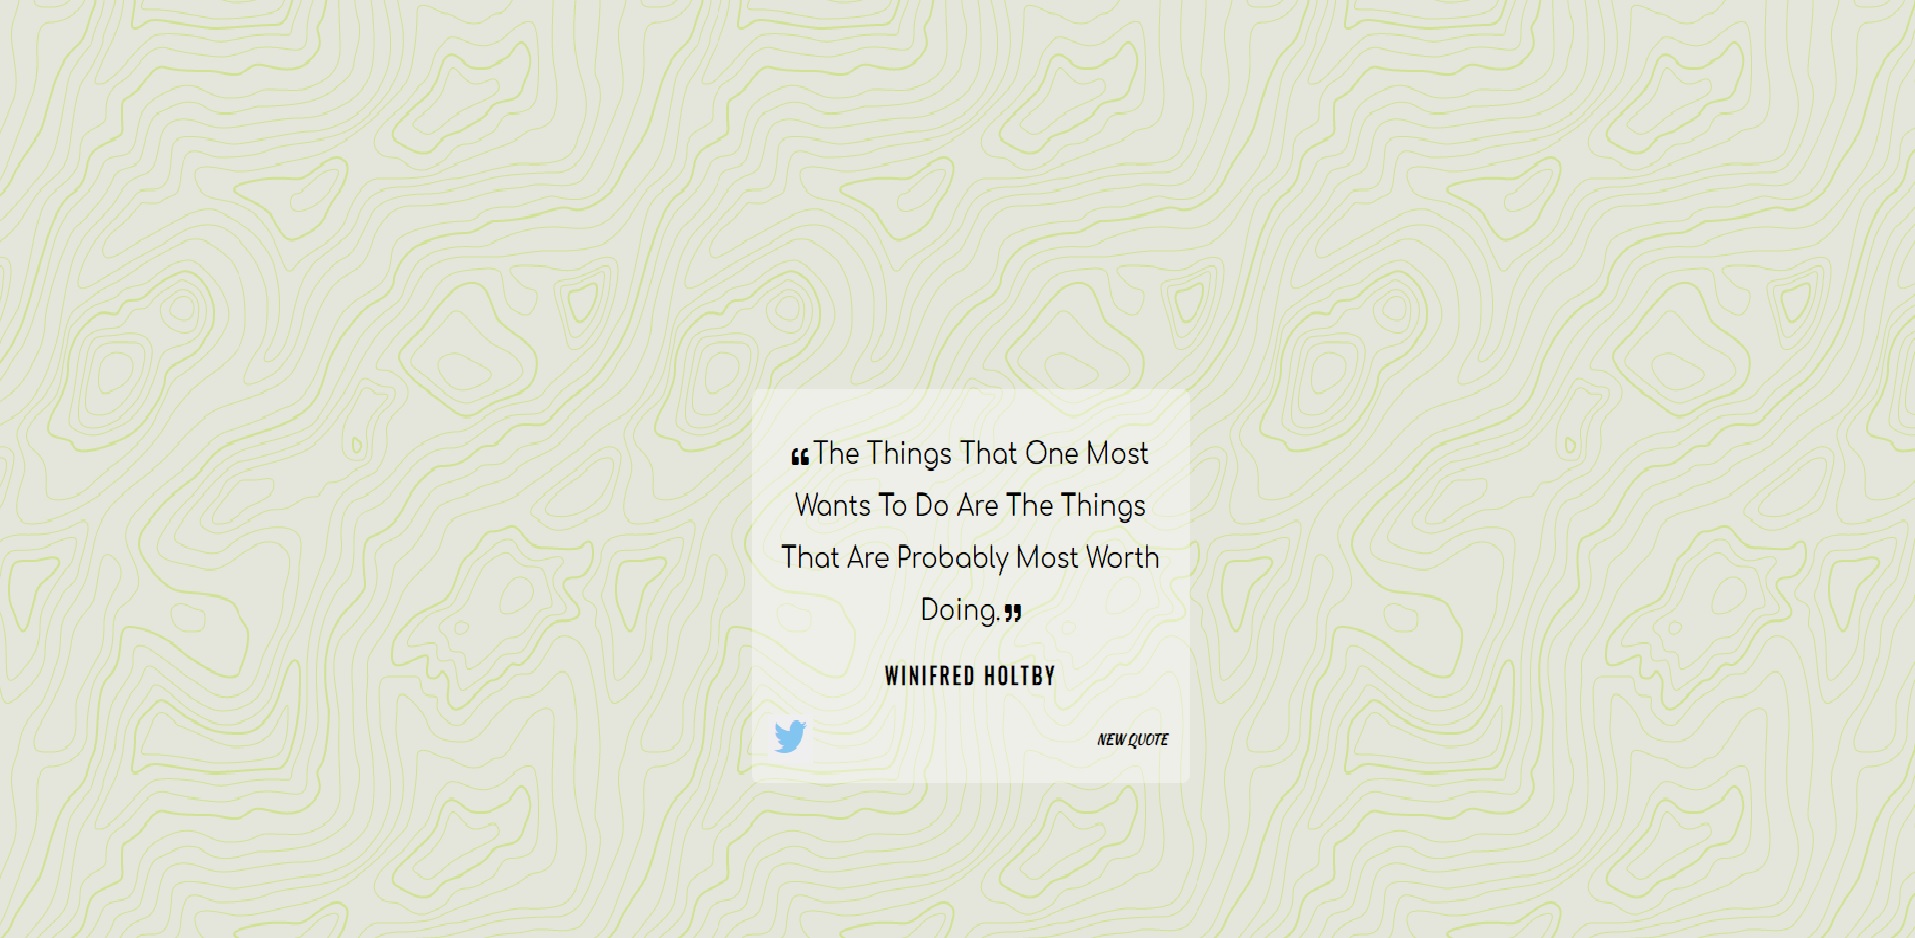 ❝The Things That One Most
Wants To Do Are The Things
That Are Probably Most Worth
Doing.❞
WINIFRED HOLTBY
NEW QUOTE